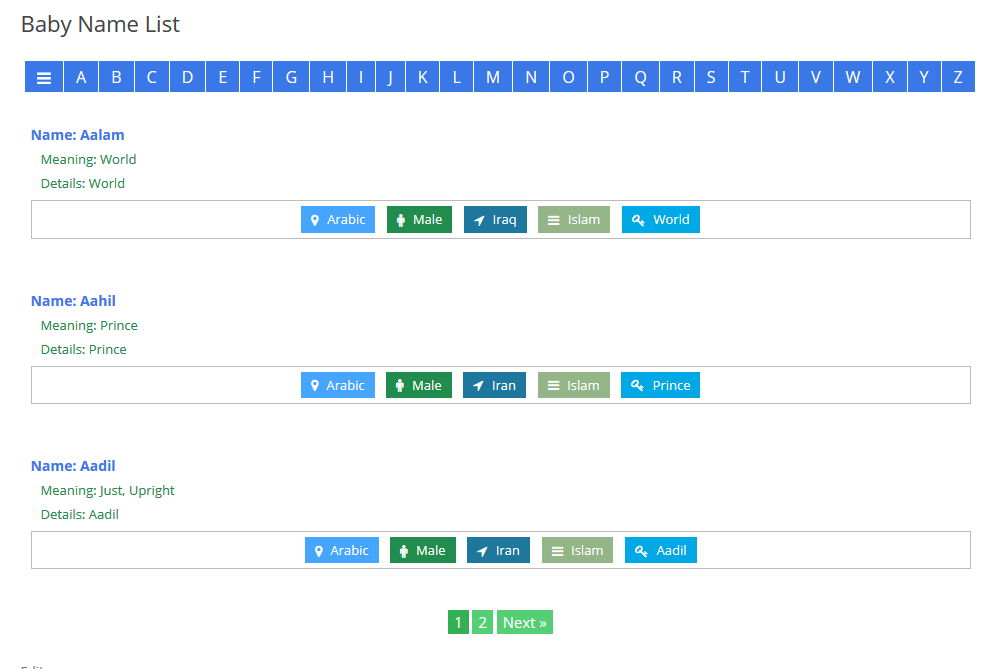 Baby Name List
A B C D E F G H I J K L M N O P Q R S T U V W X Y Z
Name: Aalam
Meaning: World
Details: World
Arabic Male Iraq Islam World
Name: Aahil
Meaning: Prince
Details: Prince
Arabic Male Iran Islam Prince
Name: Aadil
Meaning: Just, Upright
Details: Aadil
Arabic Male Iran Islam Aadil
1 2 Next »